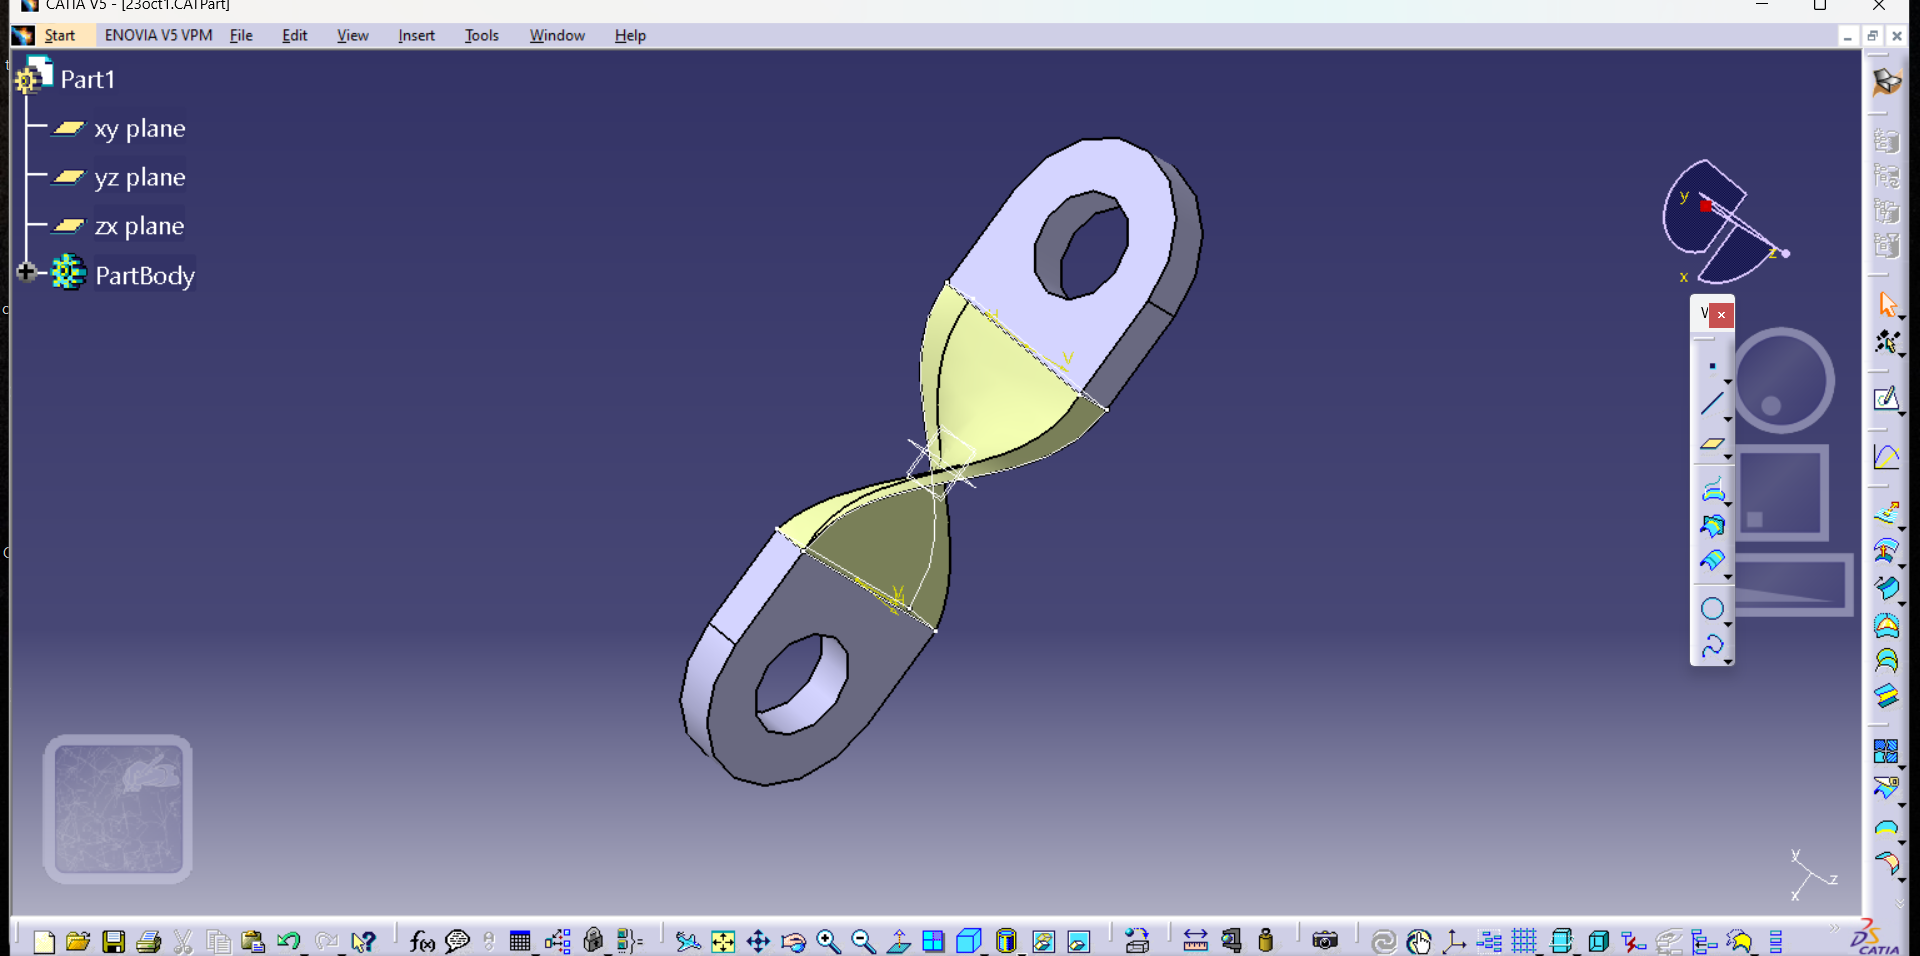 CATIA V5 - [23oct1.CATPart]
Start ENOVIA V5 VPM File Edit View Insert Tools Window Help
Part1
xy plane
yz plane
zx plane
PartBody
y
z
x
V
V
y
z
x
f(x)
CATIA